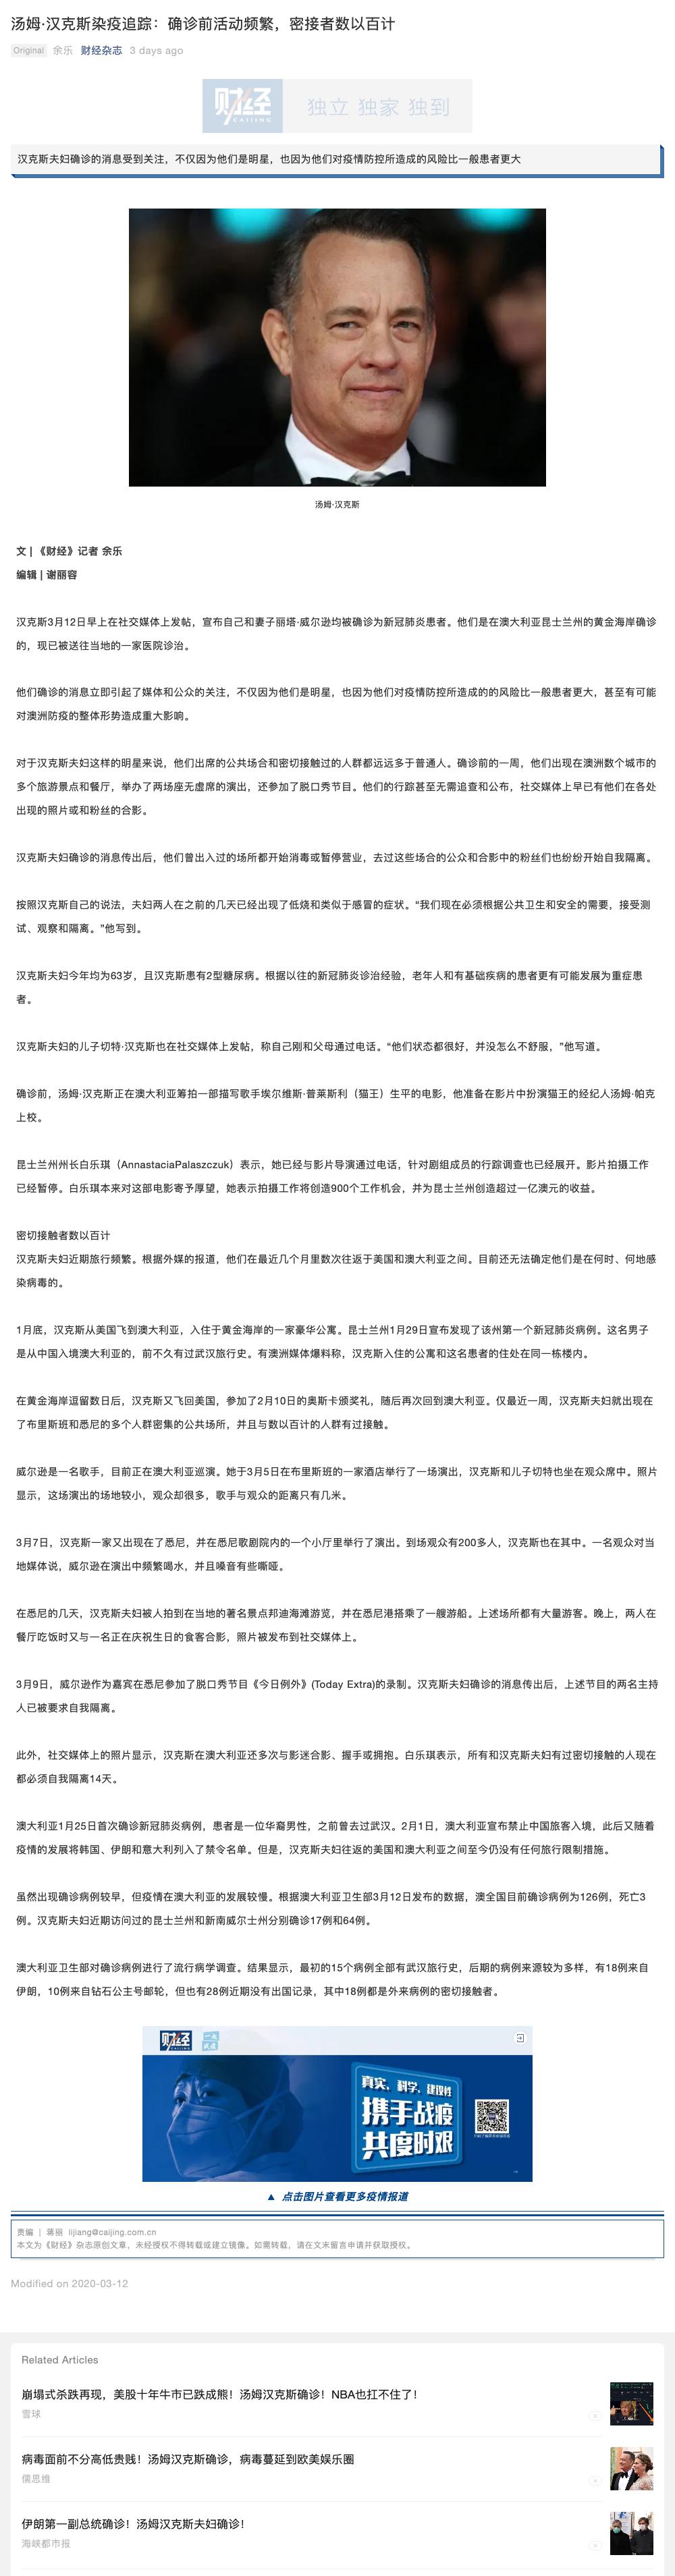 汤姆·汉克斯染疫追踪：确诊前活动频繁，密接者数以百计
Original 余乐 财经杂志 3 days ago
财经 独立 独家 独到
CAIJING
汉克斯夫妇确诊的消息受到关注，不仅因为他们是明星，也因为他们对疫情防控所造成的风险比一般患者更大
汤姆·汉克斯
文 | 《财经》记者 余乐
编辑 | 谢丽容
汉克斯3月12日早上在社交媒体上发帖，宣布自己和妻子丽塔·威尔逊均被确诊为新冠肺炎患者。他们是在澳大利亚昆士兰州的黄金海岸确诊
的，现已被送往当地的一家医院诊治。
他们确诊的消息立即引起了媒体和公众的关注，不仅因为他们是明星，也因为他们对疫情防控所造成的的风险比一般患者更大，甚至有可能
对澳洲防疫的整体形势造成重大影响。
对于汉克斯夫妇这样的明星来说，他们出席的公共场合和密切接触过的人群都远远多于普通人。确诊前的一周，他们出现在澳洲数个城市的
多个旅游景点和餐厅，举办了两场座无虚席的演出，还参加了脱口秀节目。他们的行踪甚至无需追查和公布，社交媒体上早已有他们在各处
出现的照片或和粉丝的合影。
汉克斯夫妇确诊的消息传出后，他们曾出入过的场所都开始消毒或暂停营业，去过这些场合的公众和合影中的粉丝们也纷纷开始自我隔离。
按照汉克斯自己的说法，夫妇两人在之前的几天已经出现了低烧和类似于感冒的症状。“我们现在必须根据公共卫生和安全的需要，接受测
试、观察和隔离。”他写到。
汉克斯夫妇今年均为63岁，且汉克斯患有2型糖尿病。根据以往的新冠肺炎诊治经验，老年人和有基础疾病的患者更有可能发展为重症患
者。
汉克斯夫妇的儿子切特·汉克斯也在社交媒体上发帖，称自己刚和父母通过电话。“他们状态都很好，并没怎么不舒服，”他写道。
确诊前，汤姆·汉克斯正在澳大利亚筹拍一部描写歌手埃尔维斯·普莱斯利（猫王）生平的电影，他准备在影片中扮演猫王的经纪人汤姆·帕克
上校。
昆士兰州州长白乐琪（AnnastaciaPalaszczuk）表示，她已经与影片导演通过电话，针对剧组成员的行踪调查也已经展开。影片拍摄工作
已经暂停。白乐琪本来对这部电影寄予厚望，她表示拍摄工作将创造900个工作机会，并为昆士兰州创造超过一亿澳元的收益。
密切接触者数以百计
汉克斯夫妇近期旅行频繁。根据外媒的报道，他们在最近几个月里数次往返于美国和澳大利亚之间。目前还无法确定他们是在何时、何地感
染病毒的。
1月底，汉克斯从美国飞到澳大利亚，入住于黄金海岸的一家豪华公寓。昆士兰州1月29日宣布发现了该州第一个新冠肺炎病例。这名男子
是从中国入境澳大利亚的，前不久有过武汉旅行史。有澳洲媒体爆料称，汉克斯入住的公寓和这名患者的住处在同一栋楼内。
在黄金海岸逗留数日后，汉克斯又飞回美国，参加了2月10日的奥斯卡颁奖礼，随后再次回到澳大利亚。仅最近一周，汉克斯夫妇就出现在
了布里斯班和悉尼的多个人群密集的公共场所，并且与数以百计的人群有过接触。
威尔逊是一名歌手，目前正在澳大利亚巡演。她于3月5日在布里斯班的一家酒店举行了一场演出，汉克斯和儿子切特也坐在观众席中。照片
显示，这场演出的场地较小，观众却很多，歌手与观众的距离只有几米。
3月7日，汉克斯一家又出现在了悉尼，并在悉尼歌剧院内的一个小厅里举行了演出。到场观众有200多人，汉克斯也在其中。一名观众对当
地媒体说，威尔逊在演出中频繁喝水，并且嗓音有些嘶哑。
在悉尼的几天，汉克斯夫妇被人拍到在当地的著名景点邦迪海滩游览，并在悉尼港搭乘了一艘游船。上述场所都有大量游客。晚上，两人在
餐厅吃饭时又与一名正在庆祝生日的食客合影，照片被发布到社交媒体上。
3月9日，威尔逊作为嘉宾在悉尼参加了脱口秀节目《今日例外》(Today Extra)的录制。汉克斯夫妇确诊的消息传出后，上述节目的两名主持
人已被要求自我隔离。
此外，社交媒体上的照片显示，汉克斯在澳大利亚还多次与影迷合影、握手或拥抱。白乐琪表示，所有和汉克斯夫妇有过密切接触的人现在
都必须自我隔离14天。
澳大利亚1月25日首次确诊新冠肺炎病例，患者是一位华裔男性，之前曾去过武汉。2月1日，澳大利亚宣布禁止中国旅客入境，此后又随着
疫情的发展将韩国、伊朗和意大利列入了禁令名单。但是，汉克斯夫妇往返的美国和澳大利亚之间至今仍没有任何旅行限制措施。
虽然出现确诊病例较早，但疫情在澳大利亚的发展较慢。根据澳大利亚卫生部3月12日发布的数据，澳全国目前确诊病例为126例，死亡3
例。汉克斯夫妇近期访问过的昆士兰州和新南威尔士州分别确诊17例和64例。
澳大利亚卫生部对确诊病例进行了流行病学调查。结果显示，最初的15个病例全部有武汉旅行史，后期的病例来源较为多样，有18例来自
伊朗，10例来自钻石公主号邮轮，但也有28例近期没有出国记录，其中18例都是外来病例的密切接触者。
财经
真实、科学、建设性
携手战疫
共度时艰
▲ 点击图片查看更多疫情报道
责编 | 蒋丽 lijiang@caijing.com.cn
本文为《财经》杂志原创文章，未经授权不得转载或建立镜像。如需转载，请在文末留言申请并获取授权。
Modified on 2020-03-12
Related Articles
崩塌式杀跌再现，美股十年牛市已跌成熊！汤姆汉克斯确诊！NBA也扛不住了！
雪球
病毒面前不分高低贵贱！汤姆汉克斯确诊，病毒蔓延到欧美娱乐圈
儒思维
伊朗第一副总统确诊！汤姆汉克斯夫妇确诊！
海峡都市报